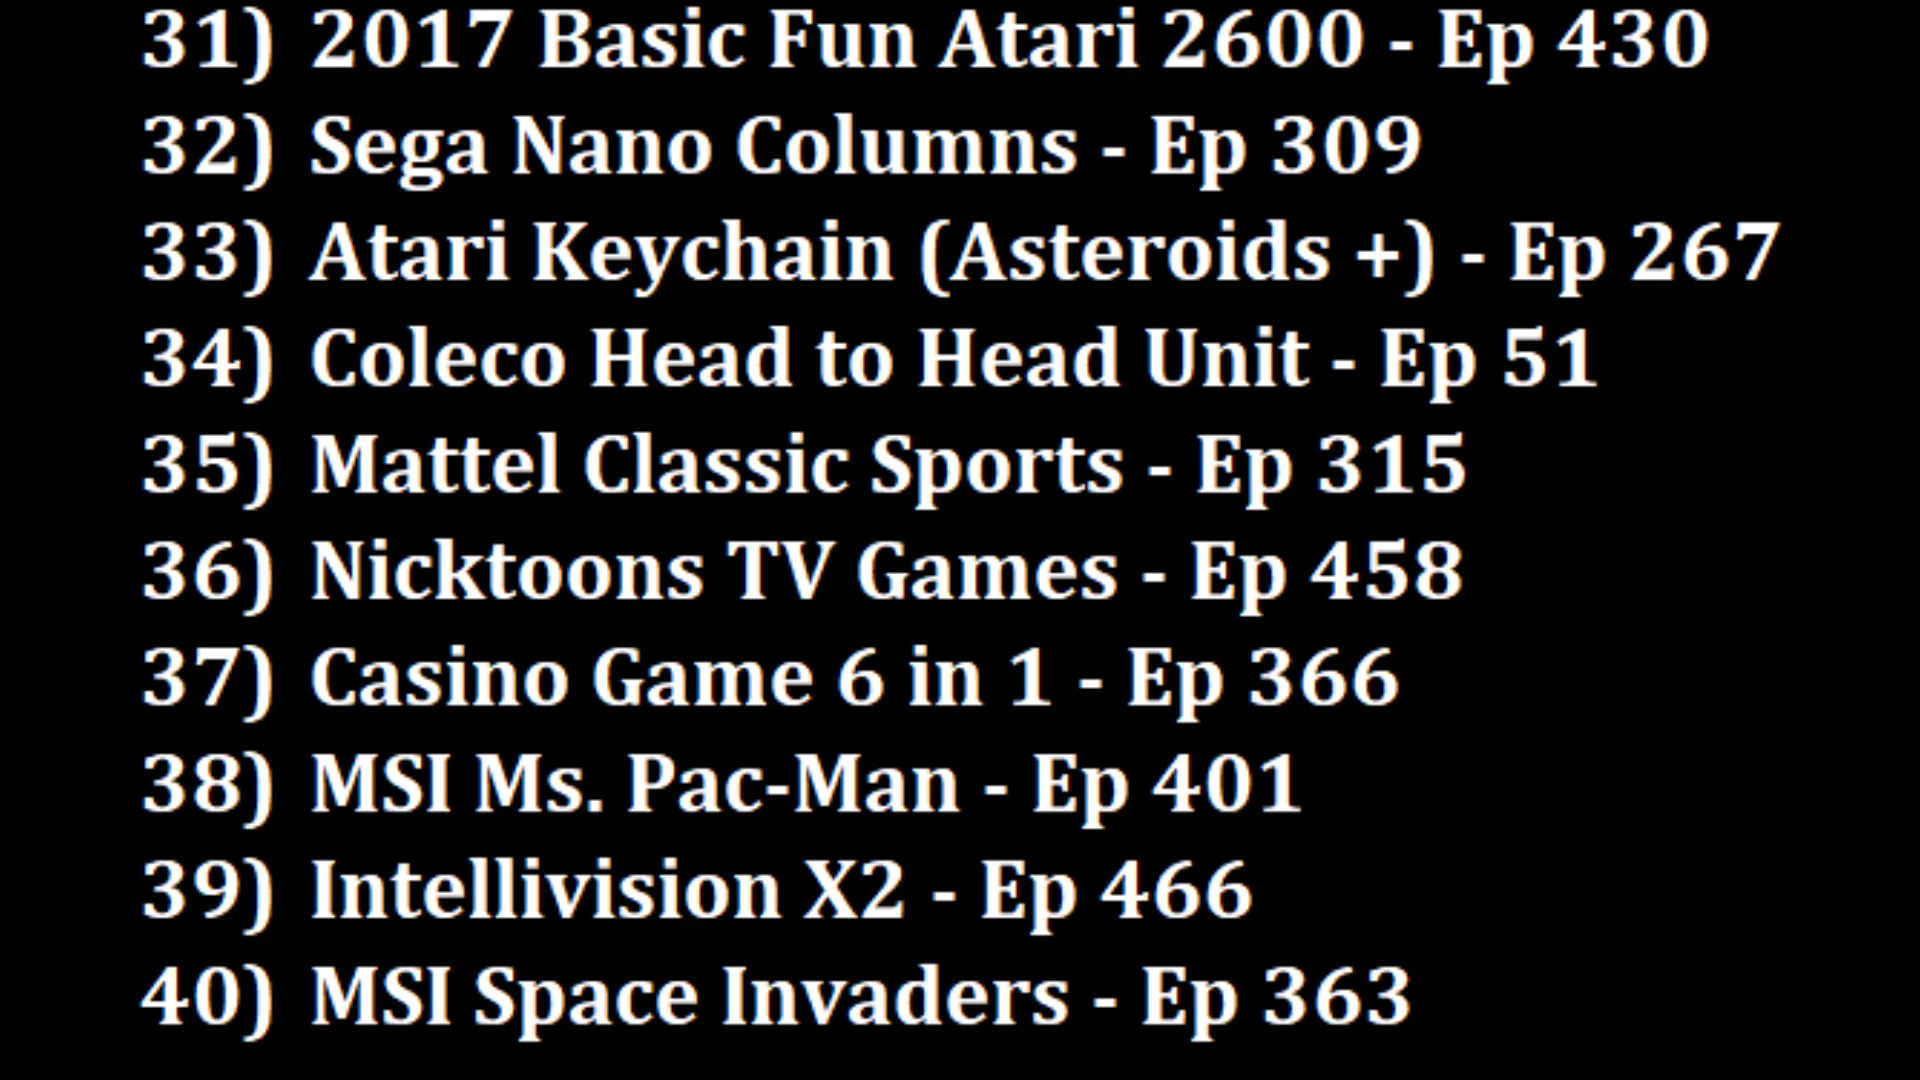 31) 2017 Basic Fun Atari 2600 - Ep 430
32) Sega Nano Columns - Ep 309
33) Atari Keychain (Asteroids +) - Ep 267
34) Coleco Head to Head Unit - Ep 51
35) Mattel Classic Sports - Ep 315
36) Nicktoons TV Games - Ep 458
37) Casino Game 6 in 1 - Ep 366
38) MSI Ms. Pac-Man - Ep 401
39) Intellivision X2 - Ep 466
40) MSI Space Invaders - Ep 363